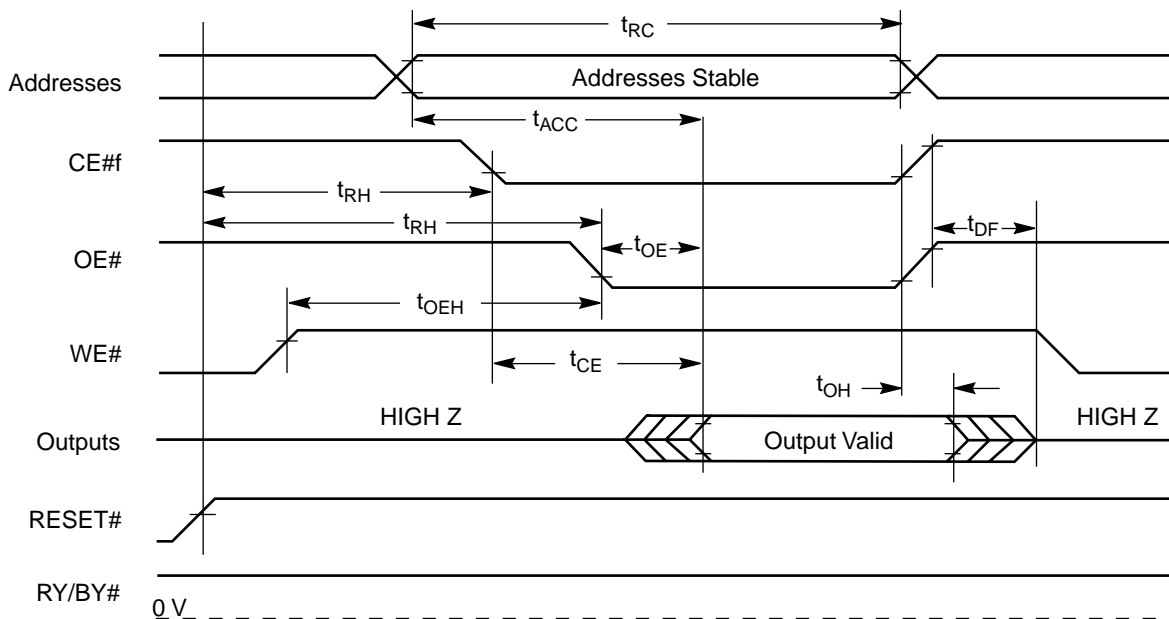 tRC
Addresses
Addresses Stable
tACC
CE#f
tRH
tRH
tOE
tDF
OE#
tOEH
WE#
tCE
tOH
HIGH Z
HIGH Z
Outputs
Output Valid
RESET#
RY/BY#
0 V